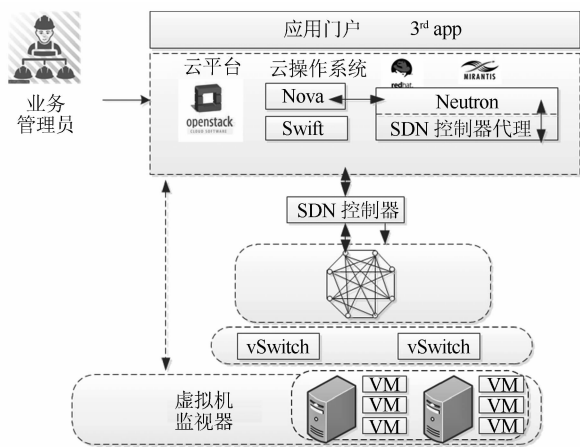 应用门户 3rd app
业务
管理员
云平台
openstack
CLOUD SOFTWARE
云操作系统
Nova
Swift
redhat.
MIRANTIS
Neutron
SDN 控制器代理
SDN 控制器
vSwitch
vSwitch
虚拟机
监视器
VM
VM
VM
VM
VM
VM